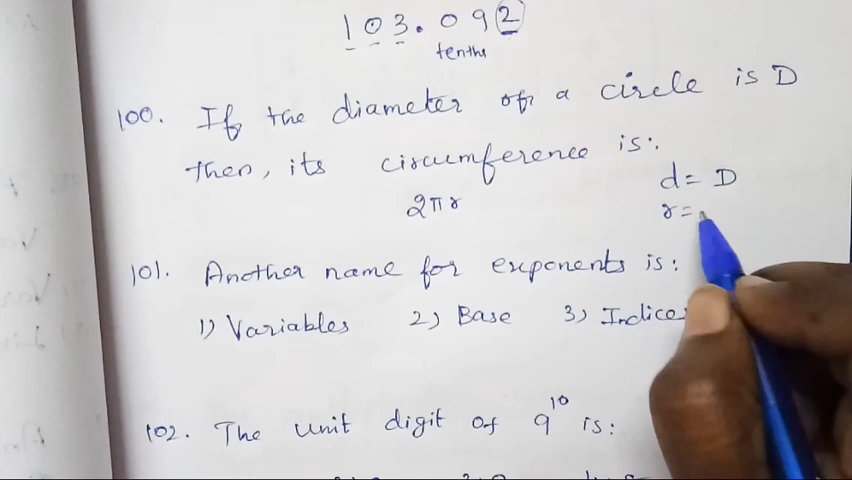 103.092
tenths
100. If the diameter of a circle is D
then, its circumference is:
2πr
d = D
r =
101. Another name for exponents is:
1) Variables 2) Base 3) Indices
102. The unit digit of 9^10 is: